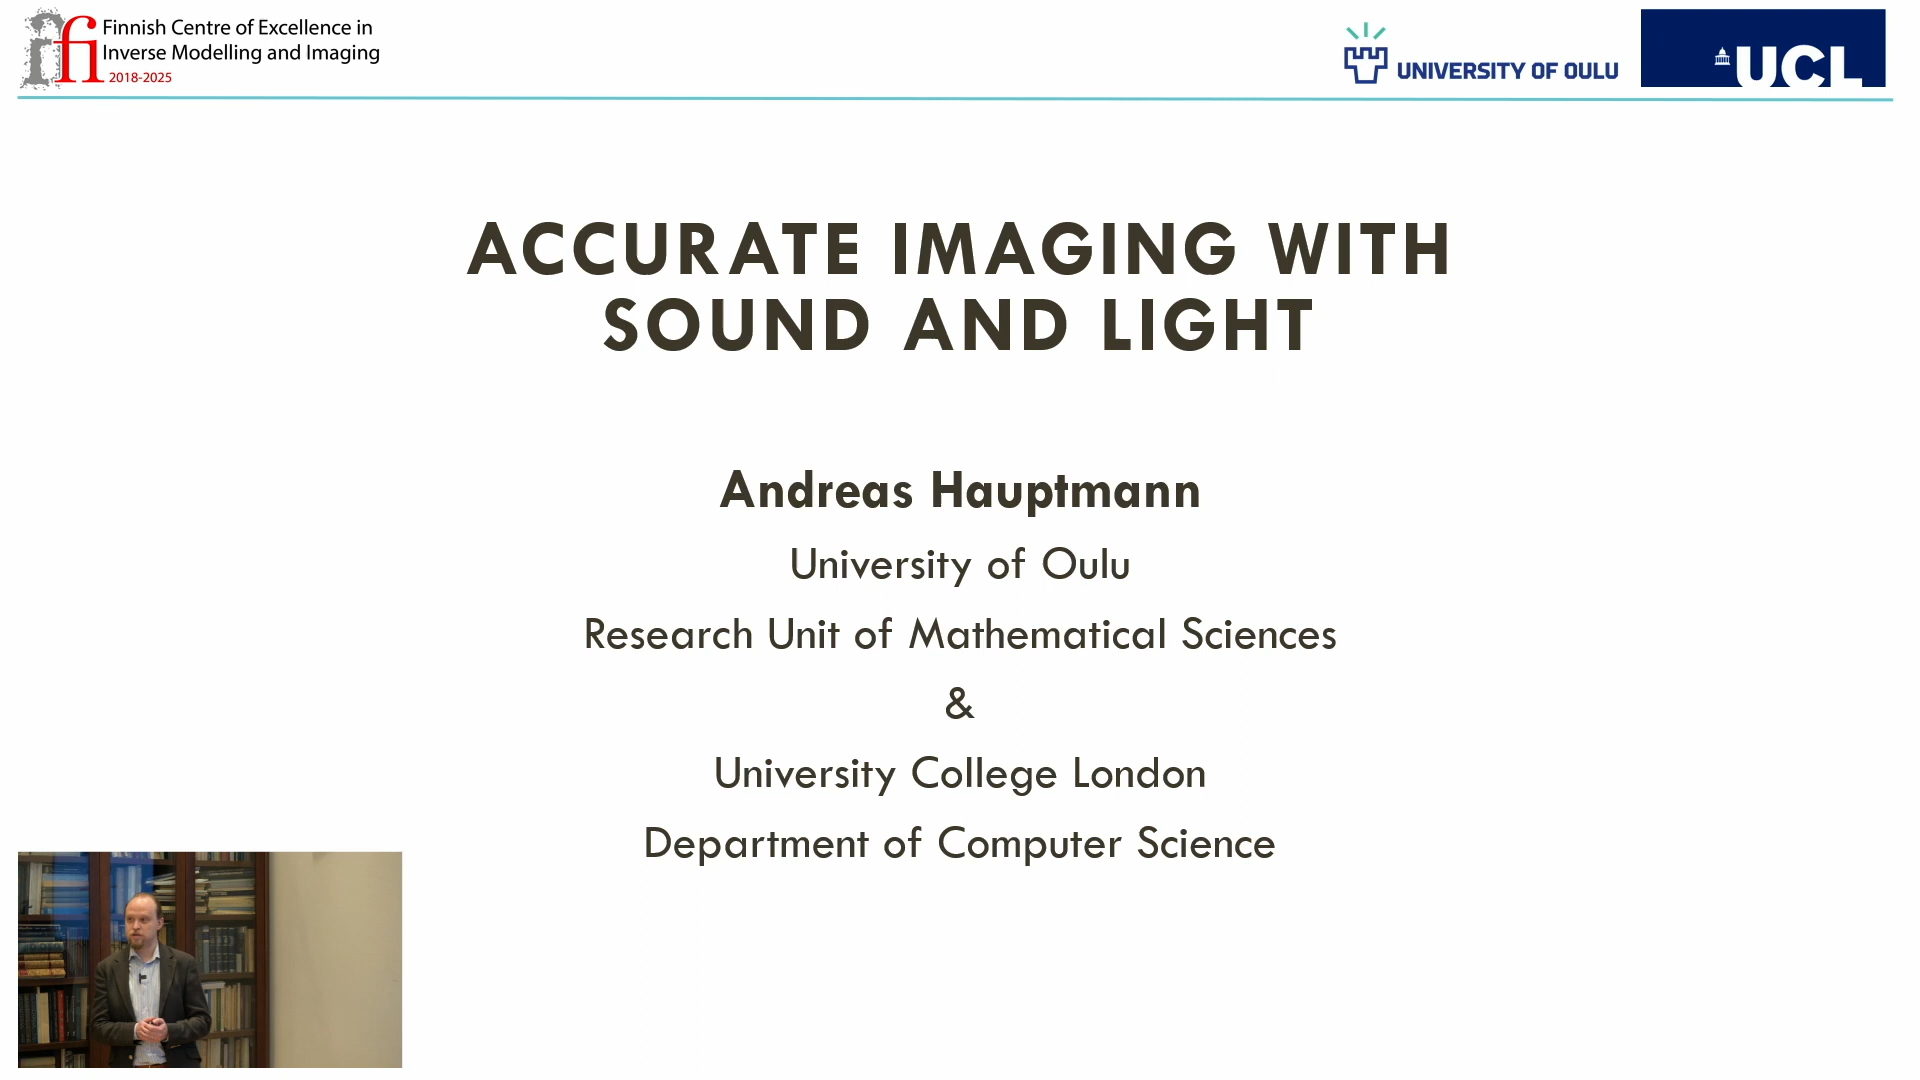 Finnish Centre of Excellence in
Inverse Modelling and Imaging
2018-2025
fi
UNIVERSITY OF OULU
UCL
ACCURATE IMAGING WITH
SOUND AND LIGHT
Andreas Hauptmann
University of Oulu
Research Unit of Mathematical Sciences
&
University College London
Department of Computer Science